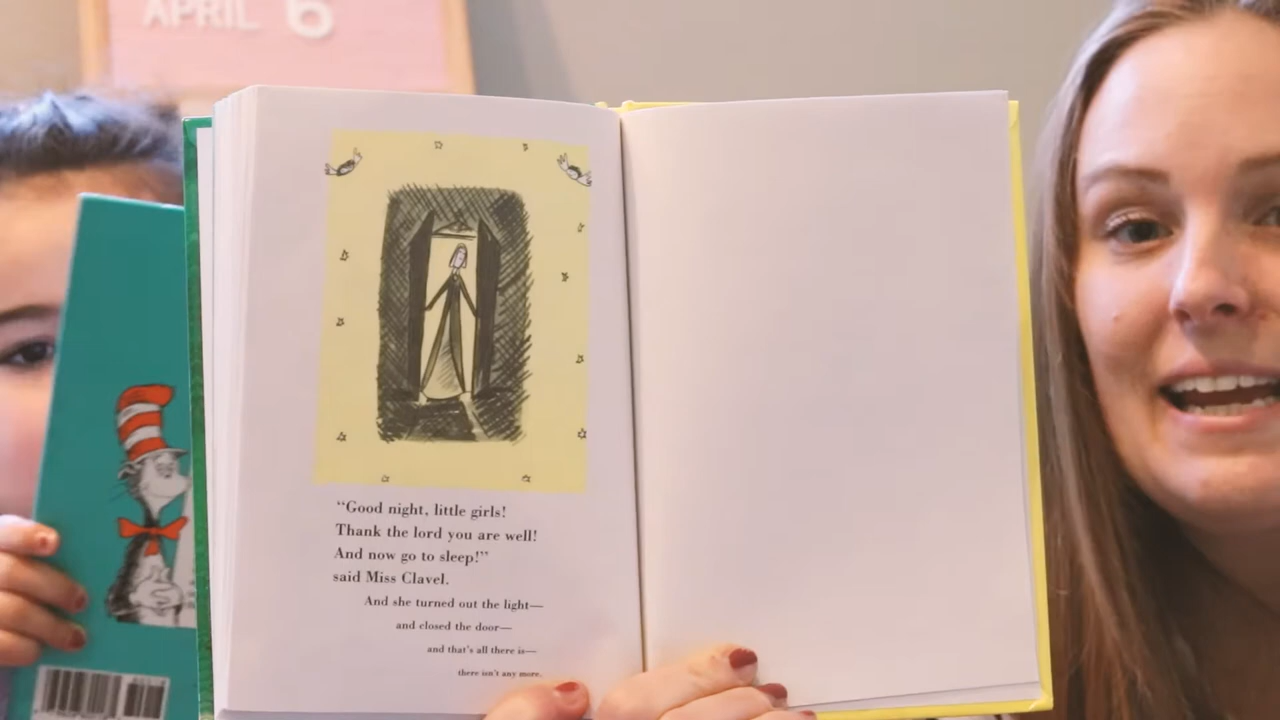 APRIL 6
“Good night, little girls!
Thank the lord you are well!
And now go to sleep!”
said Miss Clavel.
And she turned out the light—
and closed the door—
and that's all there is—
there isn't any more.